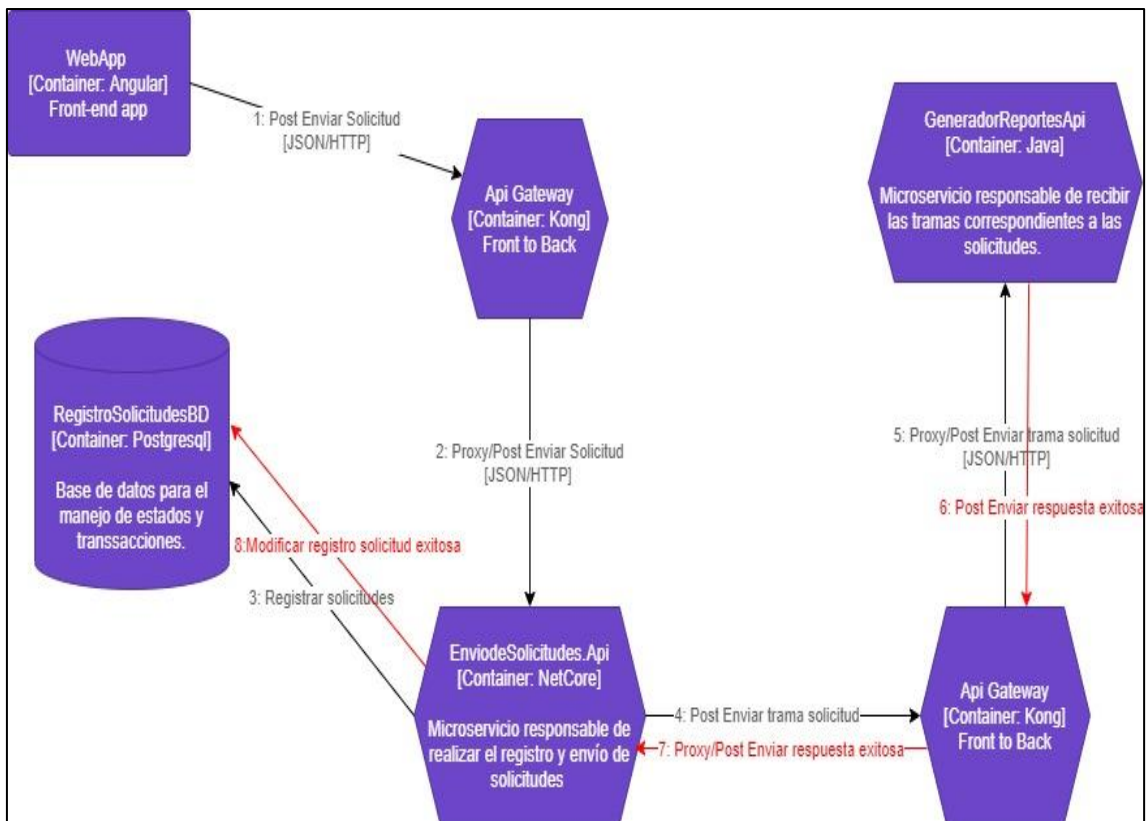 WebApp
[Container: Angular]
Front-end app
1: Post Enviar Solicitud
[JSON/HTTP]
Api Gateway
[Container: Kong]
Front to Back
GeneradorReportesApi
[Container: Java]
Microservicio responsable de recibir
las tramas correspondientes a las
solicitudes.
RegistroSolicitudesBD
[Container: Postgresql]
Base de datos para el
manejo de estados y
transsacciones.
2: Proxy/Post Enviar Solicitud
[JSON/HTTP]
5: Proxy/Post Enviar trama solicitud
[JSON/HTTP]
6: Post Enviar respuesta exitosa
8:Modificar registro solicitud exitosa
3: Registrar solicitudes
EnviodeSolicitudes.Api
[Container: NetCore]
Microservicio responsable de
realizar el registro y envío de
solicitudes
4: Post Enviar trama solicitud
7: Proxy/Post Enviar respuesta exitosa
Api Gateway
[Container: Kong]
Front to Back